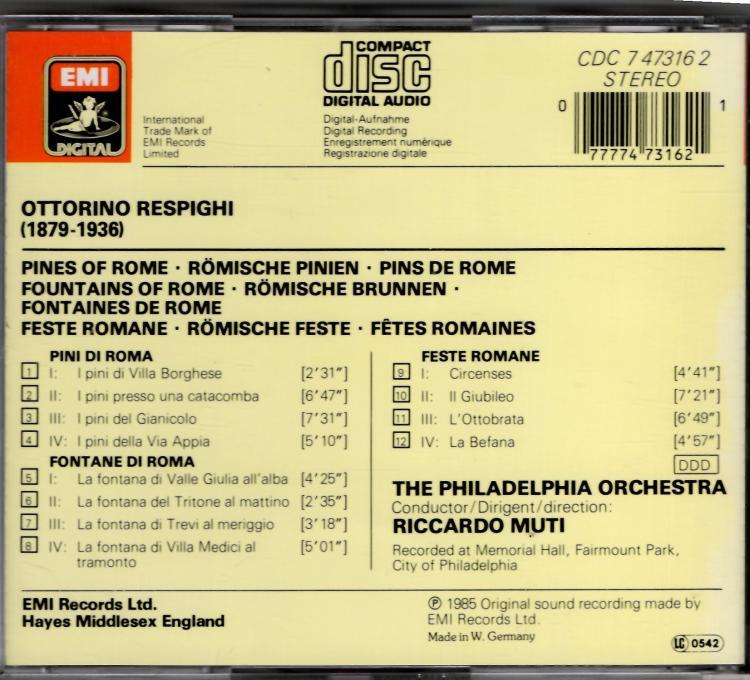 EMI
DIGITAL
International
Trade Mark of
EMI Records
Limited
COMPACT
disc
DIGITAL AUDIO
Digital-Aufnahme
Digital Recording
Enregistrement numérique
Registrazione digitale
CDC 7 47316 2
STEREO
0 77774 73162 1
OTTORINO RESPIGHI
(1879-1936)
PINES OF ROME · RÖMISCHE PINIEN · PINS DE ROME
FOUNTAINS OF ROME · RÖMISCHE BRUNNEN ·
FONTAINES DE ROME
FESTE ROMANE · RÖMISCHE FESTE · FÊTES ROMAINES
PINI DI ROMA
1 I: I pini di Villa Borghese [2'31"]
2 II: I pini presso una catacomba [6'47"]
3 III: I pini del Gianicolo [7'31"]
4 IV: I pini della Via Appia [5'10"]
FONTANE DI ROMA
5 I: La fontana di Valle Giulia all'alba [4'25"]
6 II: La fontana del Tritone al mattino [2'35"]
7 III: La fontana di Trevi al meriggio [3'18"]
8 IV: La fontana di Villa Medici al [5'01"]
tramonto
FESTE ROMANE
9 I: Circenses [4'41"]
10 II: Il Giubileo [7'21"]
11 III: L'Ottobrata [6'49"]
12 IV: La Befana [4'57"]
DDD
THE PHILADELPHIA ORCHESTRA
Conductor/Dirigent/direction:
RICCARDO MUTI
Recorded at Memorial Hall, Fairmount Park,
City of Philadelphia
EMI Records Ltd.
Hayes Middlesex England
℗ 1985 Original sound recording made by
EMI Records Ltd.
Made in W. Germany
LC 0542